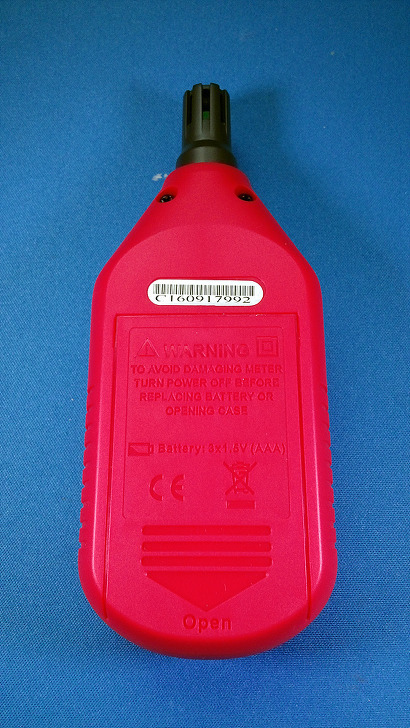 C160917992
WARNING
TO AVOID DAMAGING METER
TURN POWER OFF BEFORE
REPLACING BATTERY OR
OPENING CASE
Battery: 3x1.5V (AAA)
CE
Open